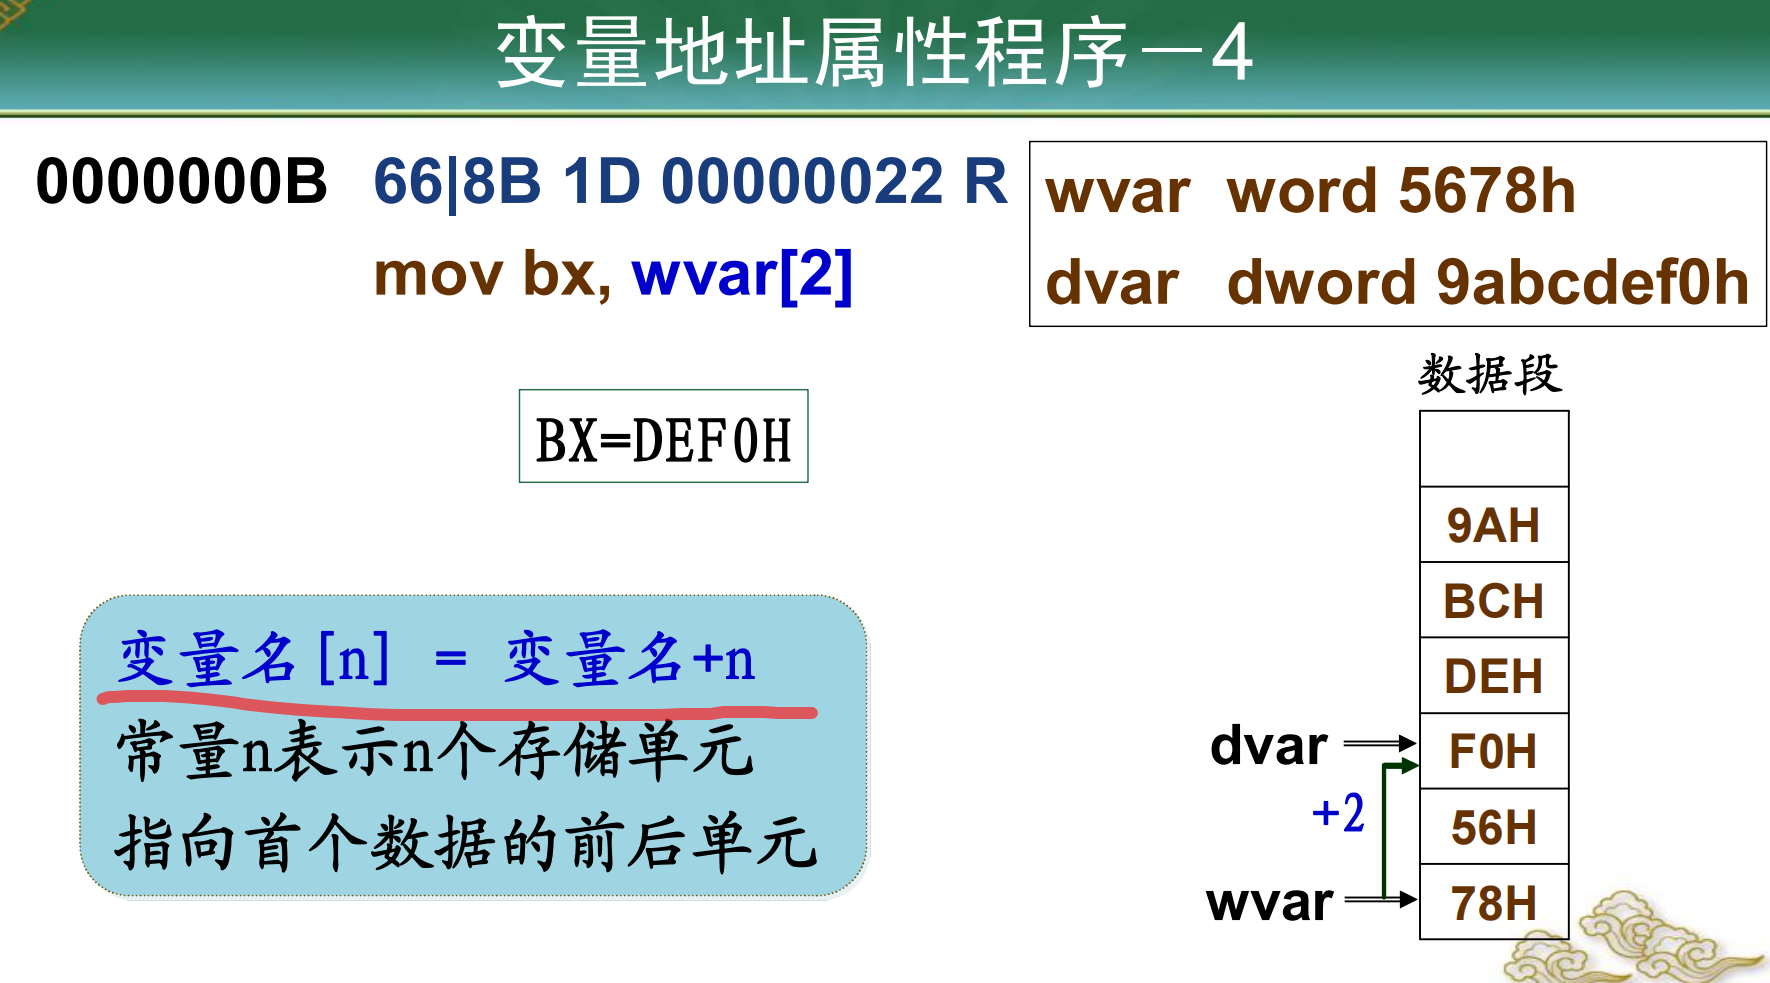 变量地址属性程序－4
0000000B 66|8B 1D 00000022 R
mov bx, wvar[2]
wvar word 5678h
dvar dword 9abcdef0h
BX=DEF0H
变量名[n] = 变量名+n
常量n表示n个存储单元
指向首个数据的前后单元
数据段
9AH
BCH
DEH
dvar F0H
+2
56H
wvar 78H